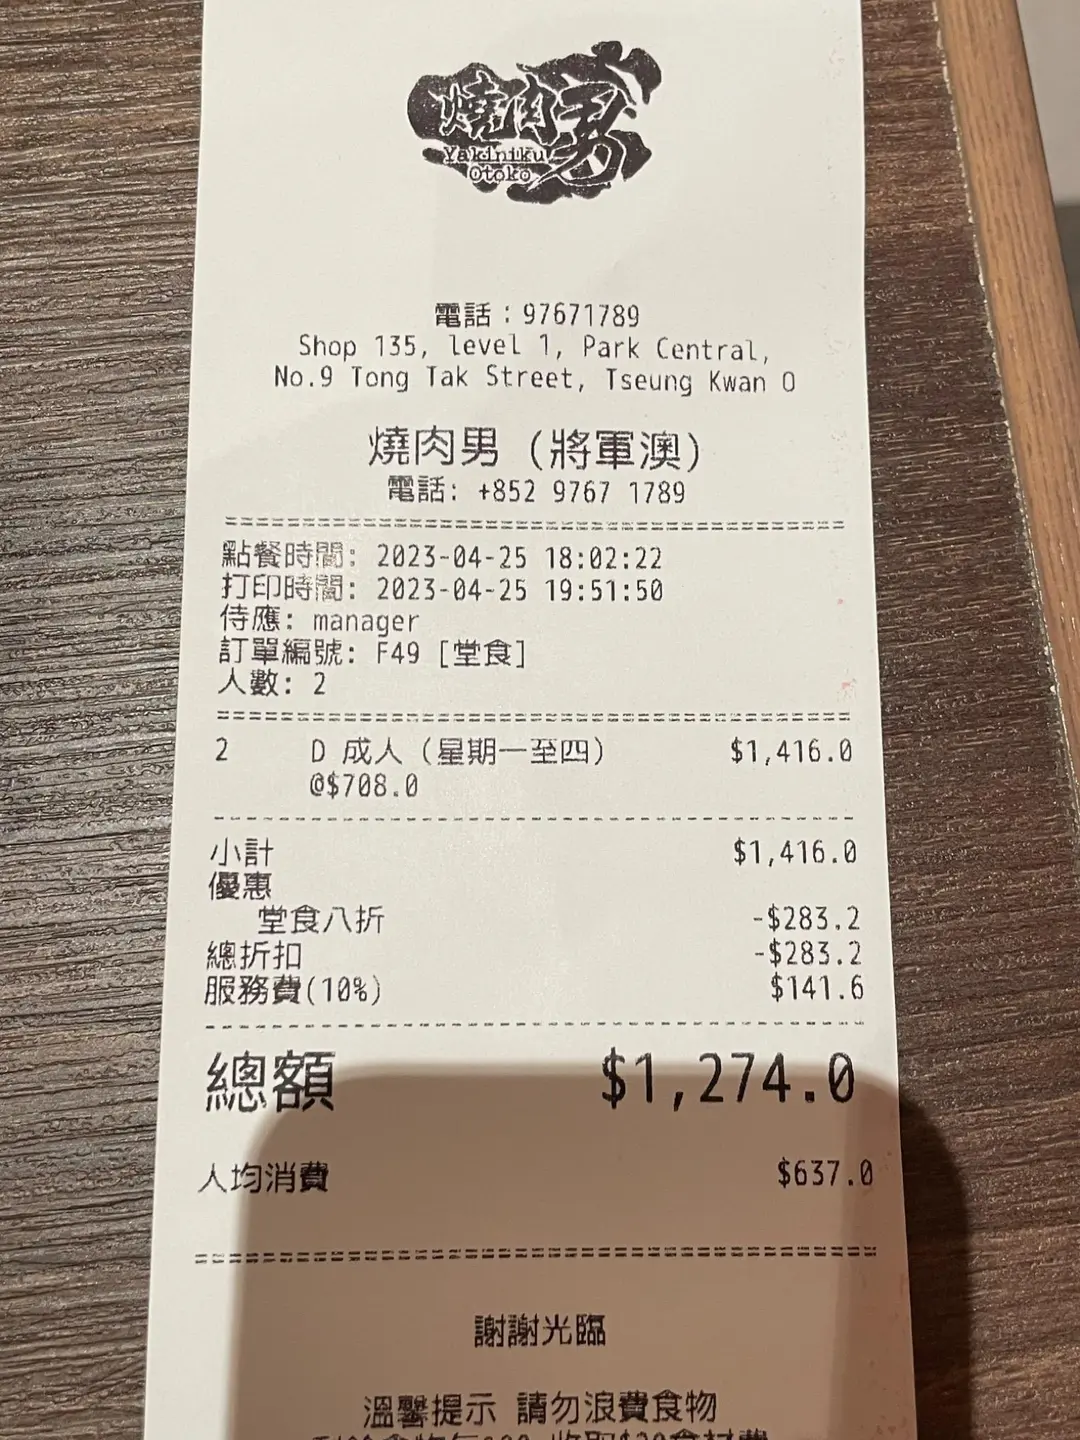 燒肉男
Yakiniku
Otoko
電話：97671789
Shop 135, level 1, Park Central,
No.9 Tong Tak Street, Tseung Kwan O
燒肉男 (將軍澳)
電話: +852 9767 1789
點餐時間: 2023-04-25 18:02:22
打印時間: 2023-04-25 19:51:50
侍應: manager
訂單編號: F49 [堂食]
人數: 2
2 D 成人 (星期一至四) $1,416.0
@$708.0
小計 $1,416.0
優惠
堂食八折 -$283.2
總折扣 -$283.2
服務費(10%) $141.6
總額 $1,274.0
人均消費 $637.0
謝謝光臨
溫馨提示 請勿浪費食物